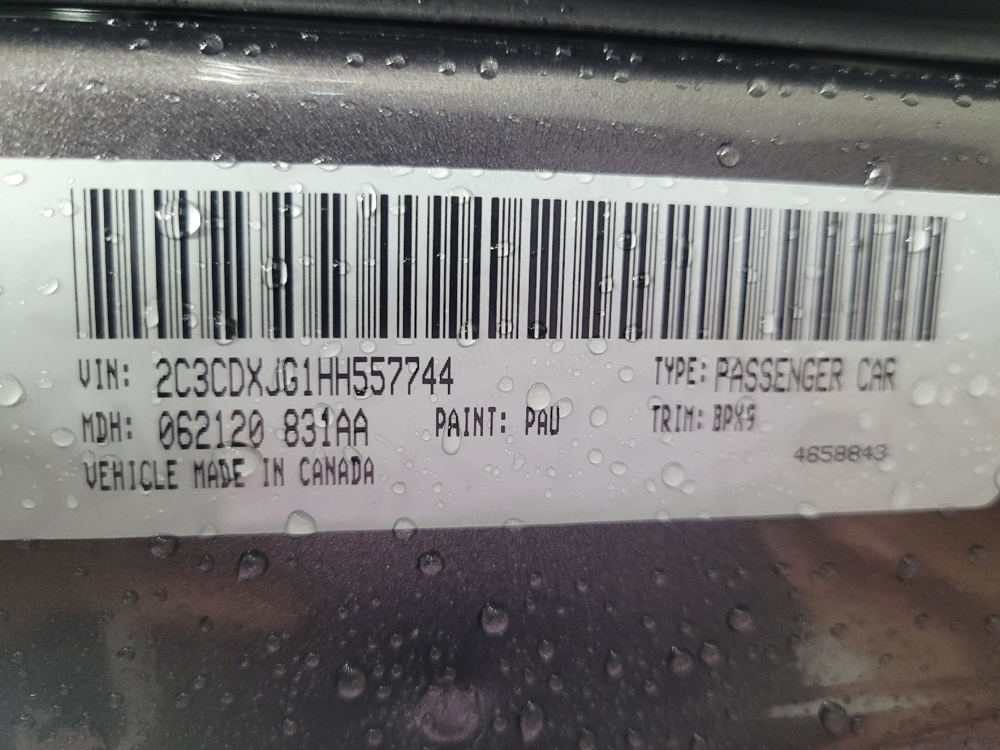 VIN: 2C3CDXJG1HH557744 TYPE: PASSENGER CAR
MDH: 062120 831AA PAINT: PAU TRIM: BPX9
VEHICLE MADE IN CANADA 4658843